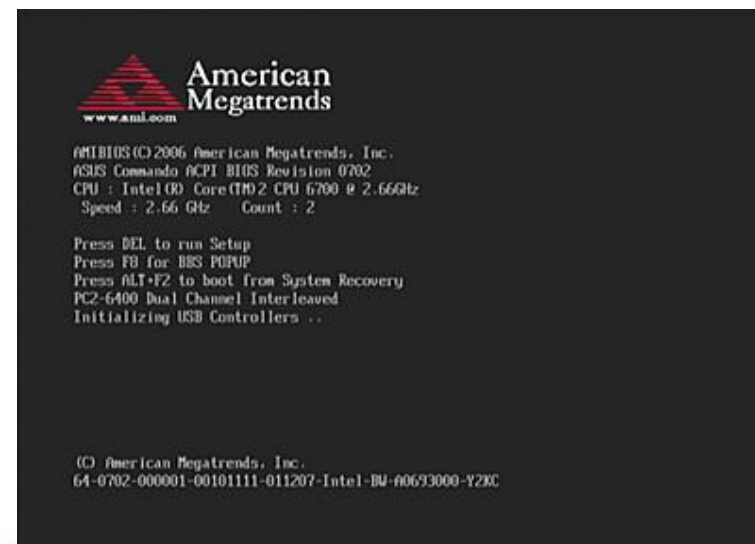 American
Megatrends
www.ami.com
AMIBIOS(C)2006 American Megatrends, Inc.
ASUS Commando ACPI BIOS Revision 0702
CPU : Intel(R) Core(TM)2 CPU 6700 @ 2.66GHz
Speed : 2.66 GHz Count : 2
Press DEL to run Setup
Press F8 for BBS POPUP
Press ALT+F2 to boot from System Recovery
PC2-6400 Dual Channel Interleaved
Initializing USB Controllers ..
(C) American Megatrends, Inc.
64-0702-000001-00101111-011207-Intel-BW-A0693000-Y2KC